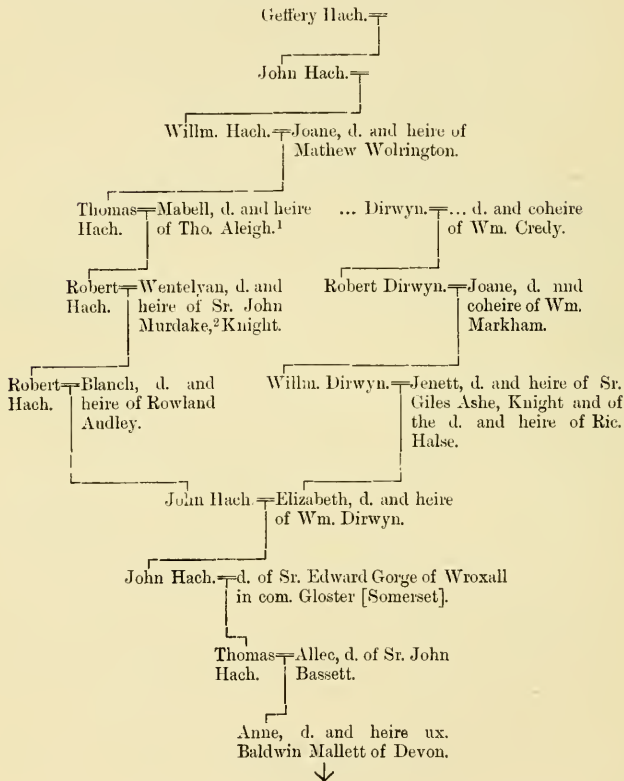 Geffery Hach.
John Hach.
Willm. Hach. Joane, d. and heire of
Mathew Wolrington.
Thomas Mabell, d. and heire
Hach. of Tho. Aleigh.¹
... Dirwyn. ... d. and coheire
of Wm. Credy.
Robert Wentelyan, d. and
Hach. heire of Sr. John
Murdake,² Knight.
Robert Dirwyn. Joane, d. and
coheire of Wm.
Markham.
Robert Blanch, d. and
Hach. heire of Rowland
Audley.
Willm. Dirwyn. Jenett, d. and heire of Sr.
Giles Ashe, Knight and of
the d. and heire of Ric.
Halse.
John Hach. Elizabeth, d. and heire
of Wm. Dirwyn.
John Hach. d. of Sr. Edward Gorge of Wroxall
in com. Gloster [Somerset].
Thomas Allec, d. of Sr. John
Hach. Bassett.
Anne, d. and heire ux.
Baldwin Mallett of Devon.